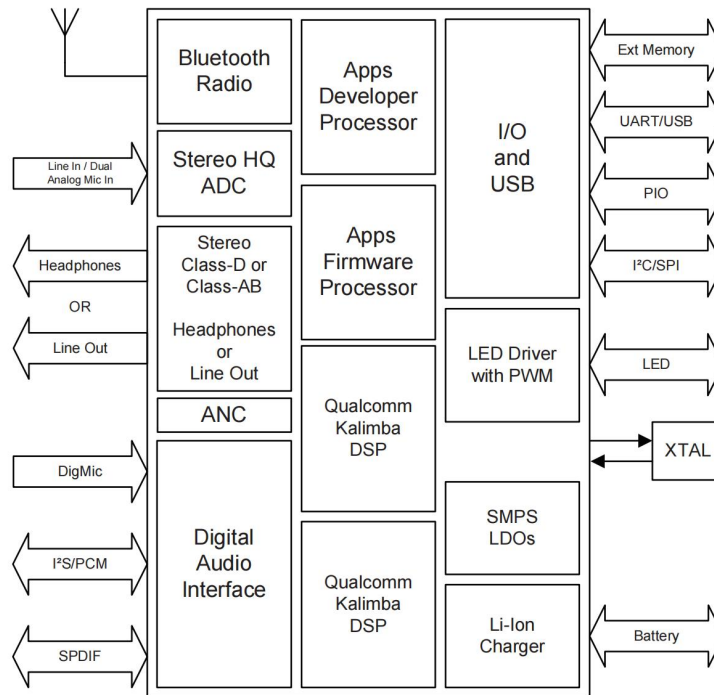 Bluetooth
Radio
Stereo HQ
ADC
Stereo
Class-D or
Class-AB
Headphones
or
Line Out
ANC
Digital
Audio
Interface
Apps
Developer
Processor
Apps
Firmware
Processor
Qualcomm
Kalimba
DSP
Qualcomm
Kalimba
DSP
I/O
and
USB
LED Driver
with PWM
SMPS
LDOs
Li-Ion
Charger
Line In / Dual
Analog Mic In
Headphones
OR
Line Out
DigMic
I²S/PCM
SPDIF
Ext Memory
UART/USB
PIO
I²C/SPI
LED
XTAL
Battery